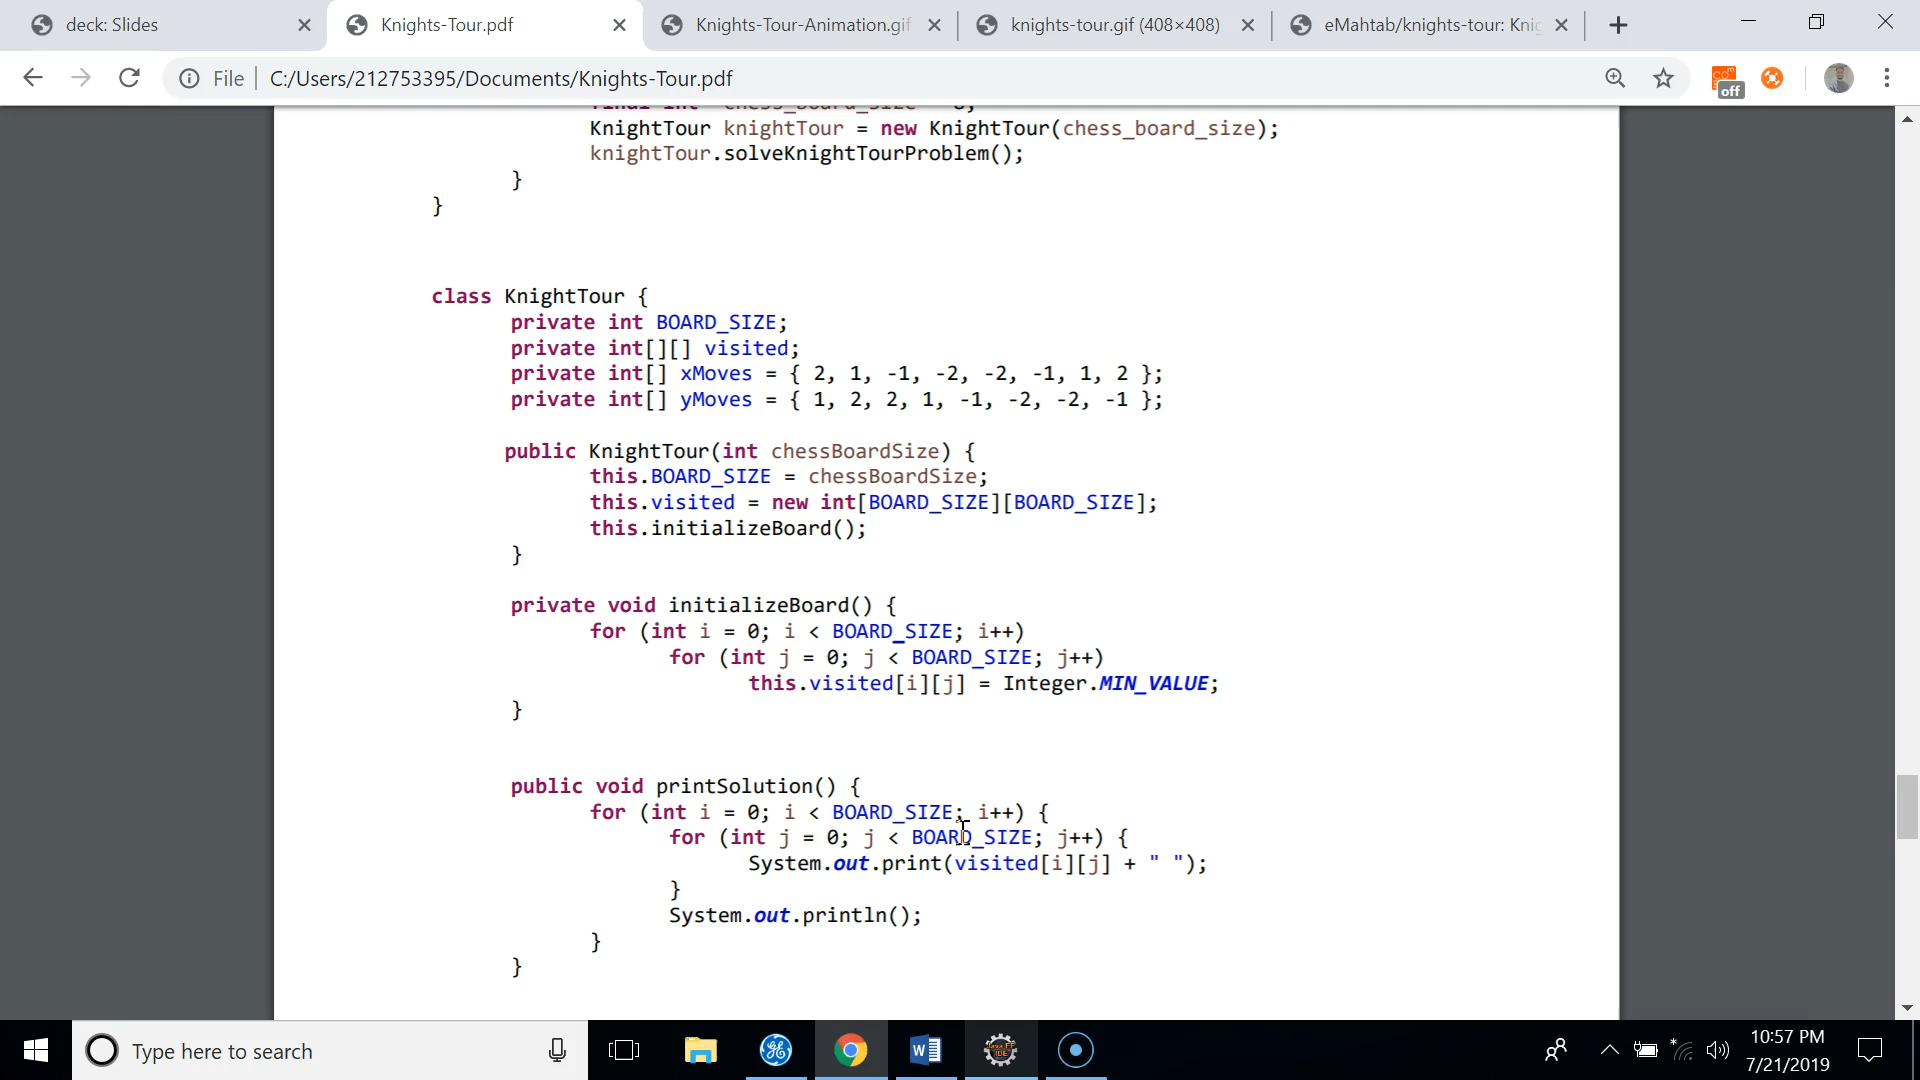 deck: Slides
Knights-Tour.pdf
Knights-Tour-Animation.gif
knights-tour.gif (408×408)
eMahtab/knights-tour: Knig
File
C:/Users/212753395/Documents/Knights-Tour.pdf
off
final int chess_board_size = 8;
KnightTour knightTour = new KnightTour(chess_board_size);
knightTour.solveKnightTourProblem();
}
}
class KnightTour {
private int BOARD_SIZE;
private int[][] visited;
private int[] xMoves = { 2, 1, -1, -2, -2, -1, 1, 2 };
private int[] yMoves = { 1, 2, 2, 1, -1, -2, -2, -1 };
public KnightTour(int chessBoardSize) {
this.BOARD_SIZE = chessBoardSize;
this.visited = new int[BOARD_SIZE][BOARD_SIZE];
this.initializeBoard();
}
private void initializeBoard() {
for (int i = 0; i < BOARD_SIZE; i++)
for (int j = 0; j < BOARD_SIZE; j++)
this.visited[i][j] = Integer.MIN_VALUE;
}
public void printSolution() {
for (int i = 0; i < BOARD_SIZE; i++) {
for (int j = 0; j < BOARD_SIZE; j++) {
System.out.print(visited[i][j] + " ");
}
System.out.println();
}
}
Type here to search
10:57 PM
7/21/2019